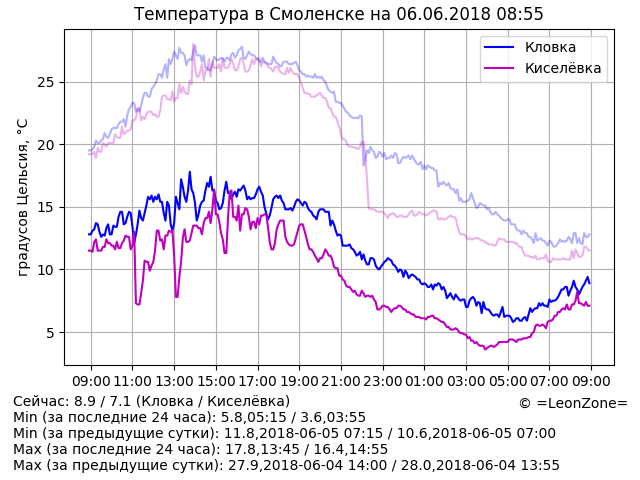 Температура в Смоленске на 06.06.2018 08:55
Кловка
Киселёвка
градусов Цельсия, °C
25
20
15
10
5
09:00 11:00 13:00 15:00 17:00 19:00 21:00 23:00 01:00 03:00 05:00 07:00 09:00
Сейчас: 8.9 / 7.1 (Кловка / Киселёвка)
© =LeonZone=
Min (за последние 24 часа): 5.8,05:15 / 3.6,03:55
Min (за предыдущие сутки): 11.8,2018-06-05 07:15 / 10.6,2018-06-05 07:00
Max (за последние 24 часа): 17.8,13:45 / 16.4,14:55
Max (за предыдущие сутки): 27.9,2018-06-04 14:00 / 28.0,2018-06-04 13:55